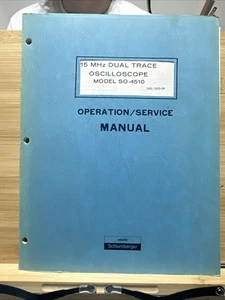 15 MHz DUAL TRACE
OSCILLOSCOPE
MODEL SO-4510
OPERATION/SERVICE
MANUAL
Schlumberger